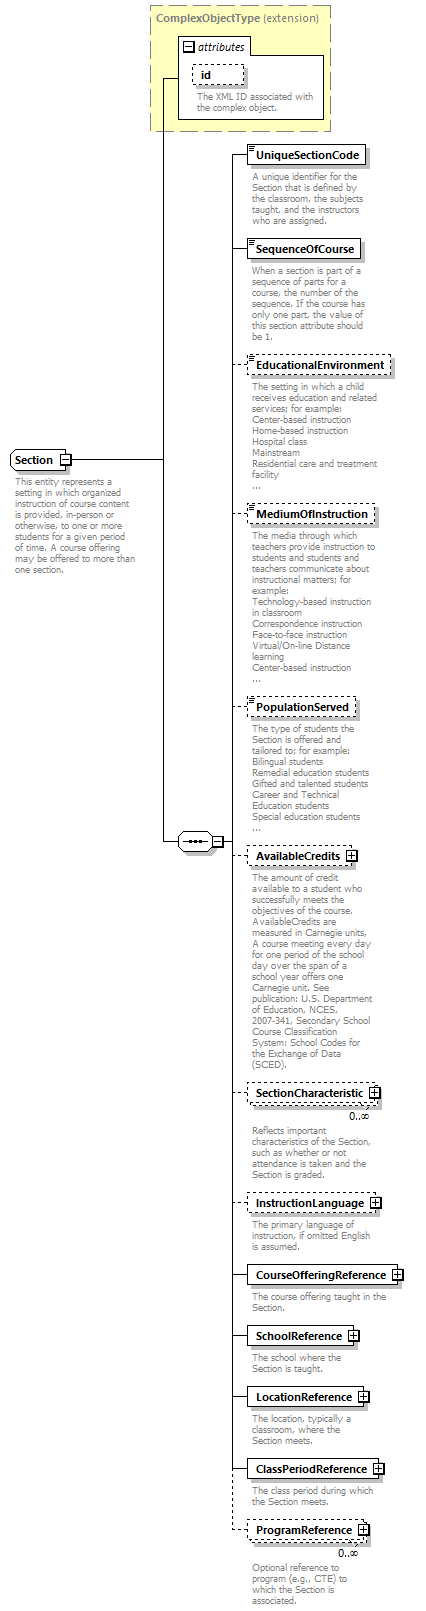 ComplexObjectType (extension)
attributes
id
The XML ID associated with
the complex object.
UniqueSectionCode
A unique identifier for the
Section that is defined by
the classroom, the subjects
taught, and the instructors
who are assigned.
SequenceOfCourse
When a section is part of a
sequence of parts for a
course, the number of the
sequence. If the course has
only one part, the value of
this section attribute should
be 1.
EducationalEnvironment
The setting in which a child
receives education and related
services; for example:
Center-based instruction
Home-based instruction
Hospital class
Mainstream
Residential care and treatment
facility
...
Section
This entity represents a
setting in which organized
instruction of course content
is provided, in-person or
otherwise, to one or more
students for a given period
of time. A course offering
may be offered to more than
one section.
MediumOfInstruction
The media through which
teachers provide instruction to
students and students and
teachers communicate about
instructional matters; for
example:
Technology-based instruction
in classroom
Correspondence instruction
Face-to-face instruction
Virtual/On-line Distance
learning
Center-based instruction
...
PopulationServed
The type of students the
Section is offered and
tailored to; for example:
Bilingual students
Remedial education students
Gifted and talented students
Career and Technical
Education students
Special education students
...
AvailableCredits
The amount of credit
available to a student who
successfully meets the
objectives of the course.
AvailableCredits are
measured in Carnegie units,
A course meeting every day
for one period of the school
day over the span of a
school year offers one
Carnegie unit. See
publication: U.S. Department
of Education, NCES,
2007-341, Secondary School
Course Classification
System: School Codes for
the Exchange of Data
(SCED).
SectionCharacteristic
0..∞
Reflects important
characteristics of the Section,
such as whether or not
attendance is taken and the
Section is graded.
InstructionLanguage
The primary language of
instruction, if omitted English
is assumed.
CourseOfferingReference
The course offering taught in the
Section.
SchoolReference
The school where the
Section is taught.
LocationReference
The location, typically a
classroom, where the
Section meets.
ClassPeriodReference
The class period during which
the Section meets.
ProgramReference
0..∞
Optional reference to
program (e.g., CTE) to
which the Section is
associated.